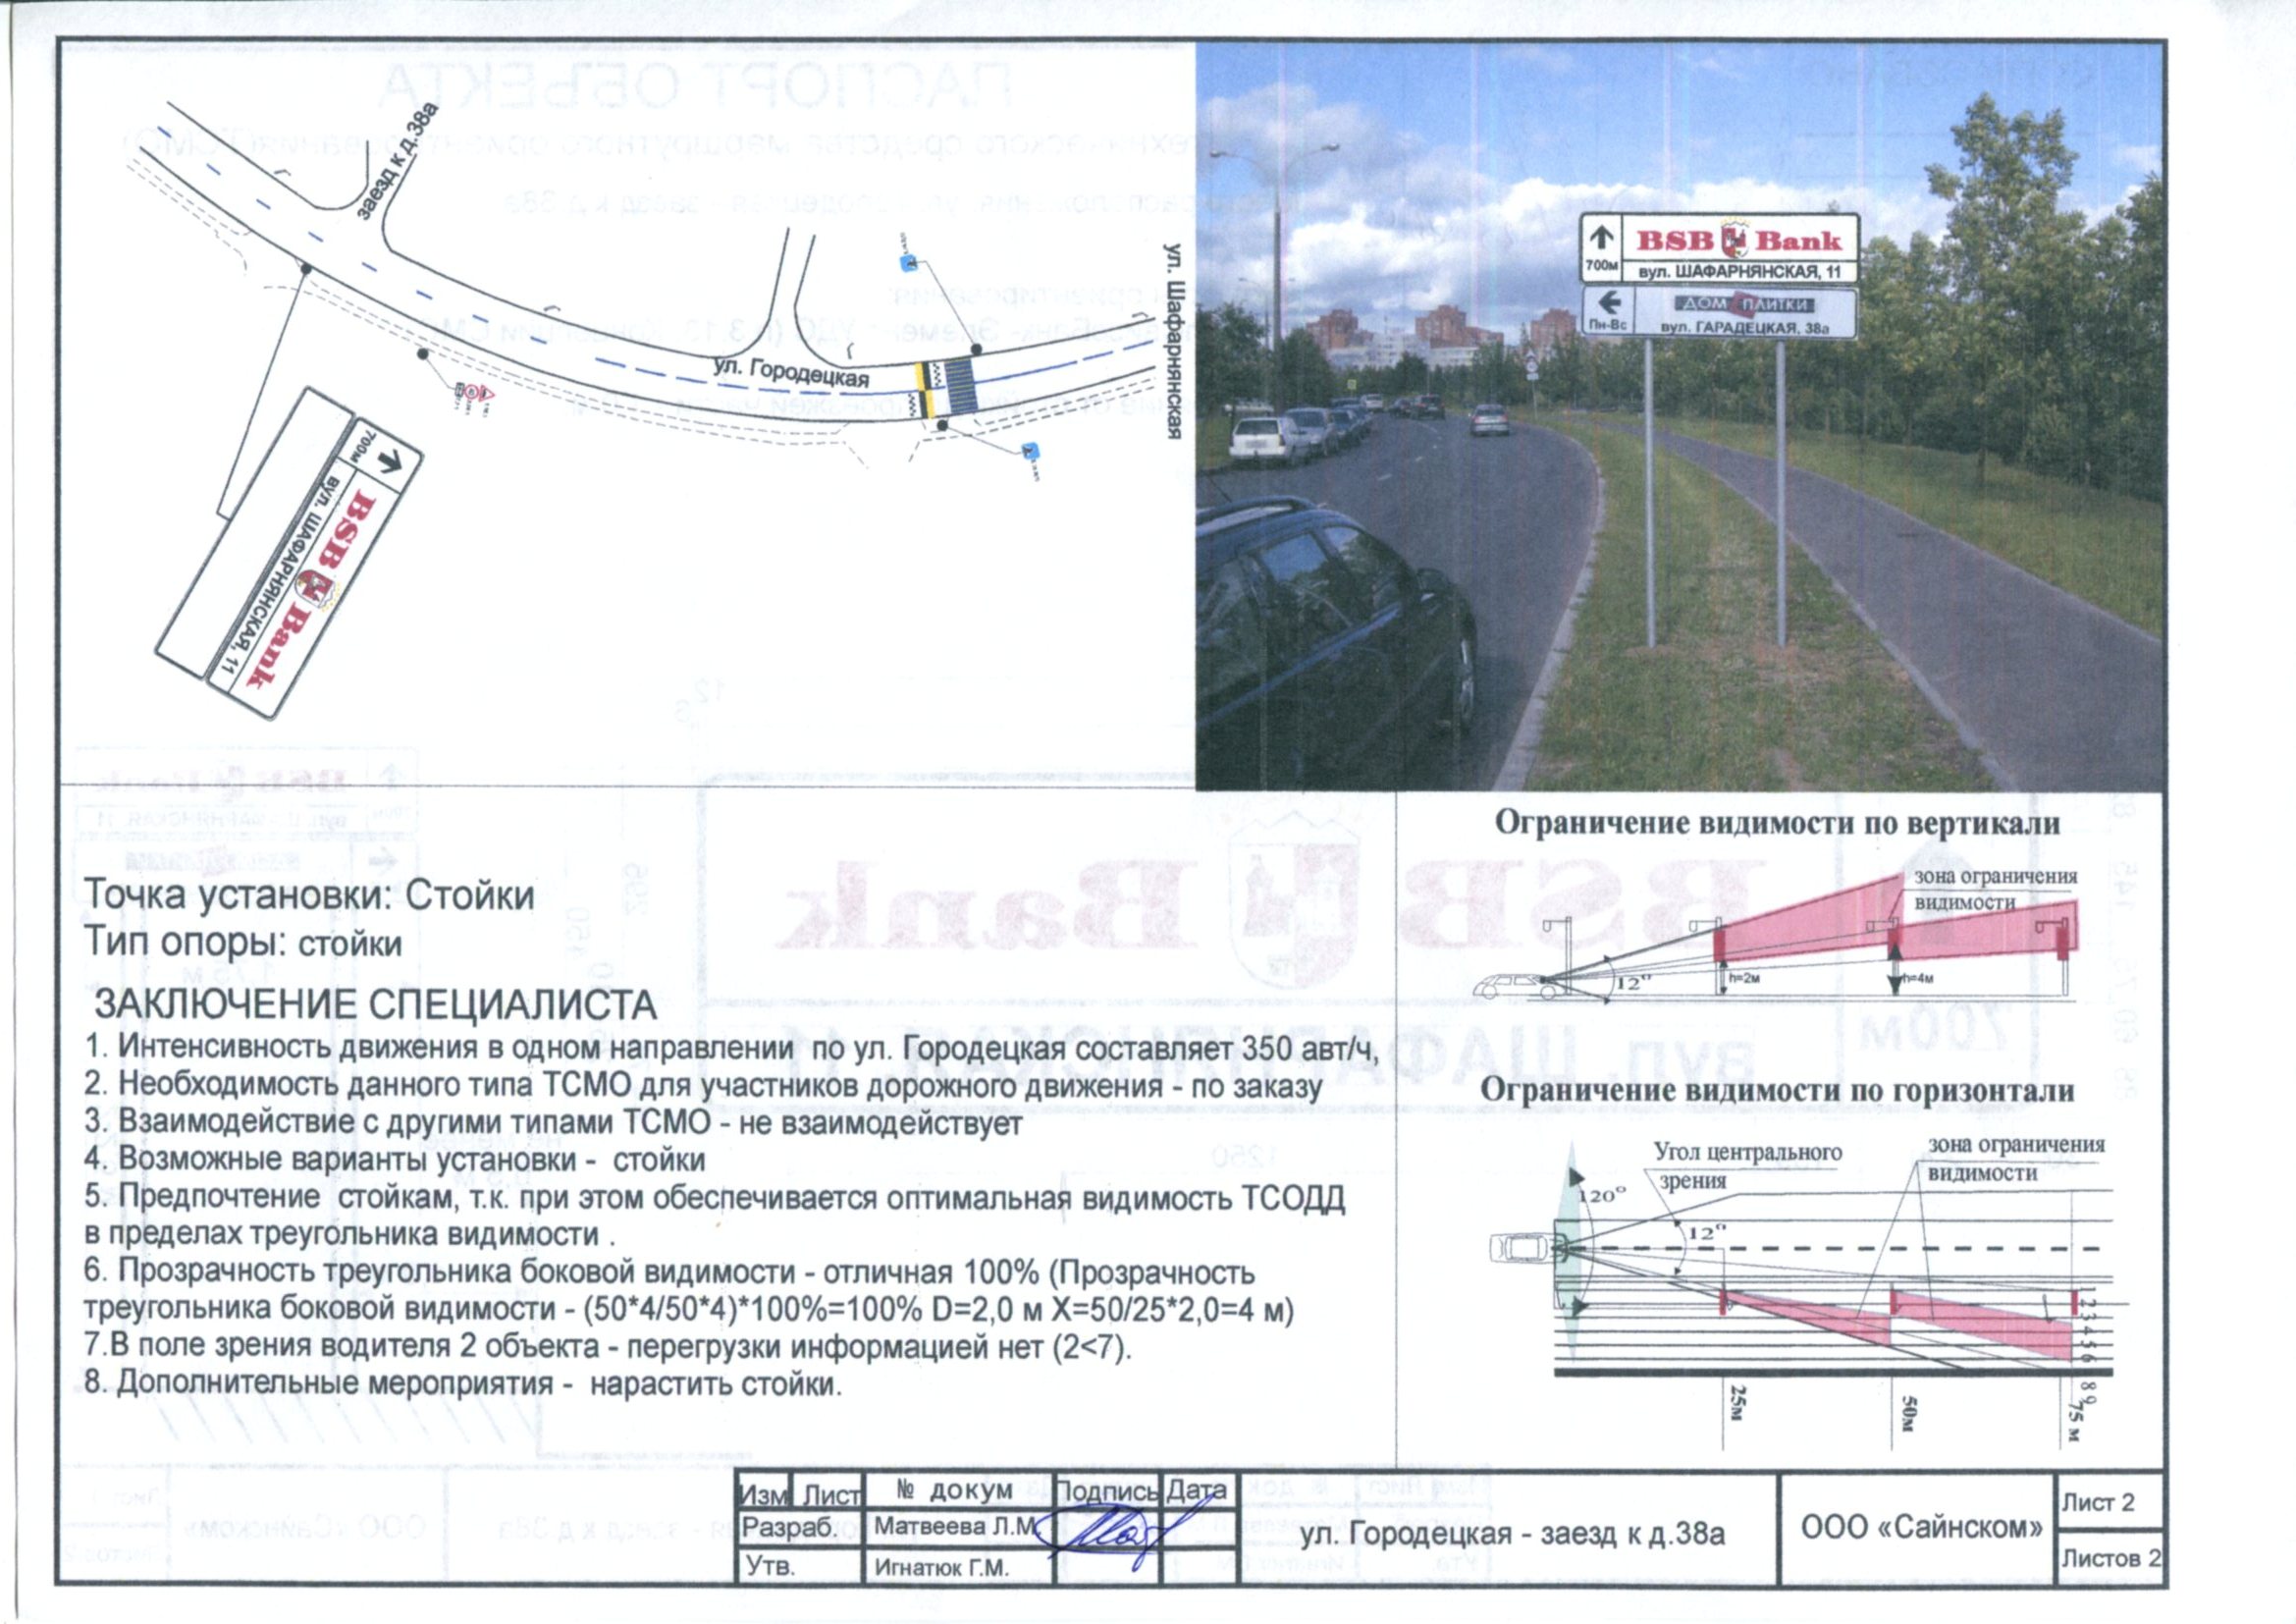 заезд к д.38а
ул. Городецкая
ул. Шафарнянская
700м
BSB Bank
вул. ШАФАРНЯНСКАЯ, 11
BSB Bank
700м
вул. ШАФАРНЯНСКАЯ, 11
ДОМ ПЛИТКИ
Пн-Вс
вул. ГАРАДЕЦКАЯ, 38а
Точка установки: Стойки
Тип опоры: стойки
ЗАКЛЮЧЕНИЕ СПЕЦИАЛИСТА
1. Интенсивность движения в одном направлении по ул. Городецкая составляет 350 авт/ч,
2. Необходимость данного типа ТСМО для участников дорожного движения - по заказу
3. Взаимодействие с другими типами ТСМО - не взаимодействует
4. Возможные варианты установки - стойки
5. Предпочтение стойкам, т.к. при этом обеспечивается оптимальная видимость ТСОДД
в пределах треугольника видимости .
6. Прозрачность треугольника боковой видимости - отличная 100% (Прозрачность
треугольника боковой видимости - (50*4/50*4)*100%=100% D=2,0 м X=50/25*2,0=4 м)
7.В поле зрения водителя 2 объекта - перегрузки информацией нет (2<7).
8. Дополнительные мероприятия - нарастить стойки.
Ограничение видимости по вертикали
зона ограничения
видимости
12°
h=2м
h=4м
Ограничение видимости по горизонтали
Угол центрального
зрения
зона ограничения
видимости
120°
12°
1 2 3 4 5 6
8 9
25м
50м
75 м
Изм Лист № докум Подпись Дата
Разраб. Матвеева Л.М.
Утв. Игнатюк Г.М.
ул. Городецкая - заезд к д.38а
ООО «Сайнском»
Лист 2
Листов 2